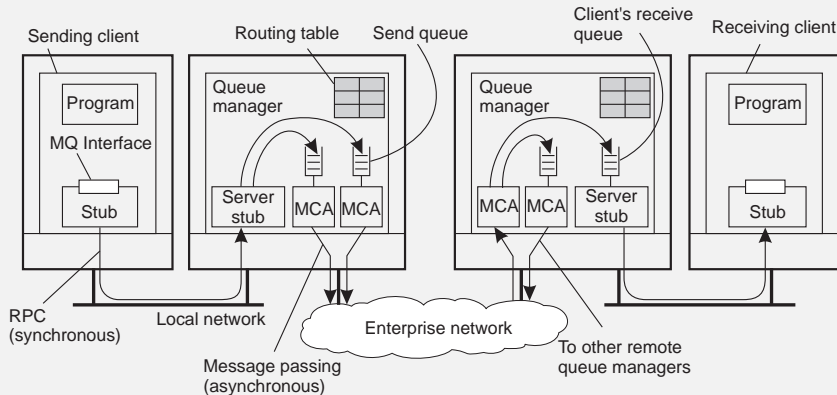 Sending client
Routing table
Send queue
Client's receive
queue
Receiving client
Program
Queue
manager
Queue
manager
Program
MQ Interface
Stub
Server
stub
MCA
MCA
MCA
MCA
Server
stub
Stub
RPC
(synchronous)
Local network
Enterprise network
Message passing
(asynchronous)
To other remote
queue managers